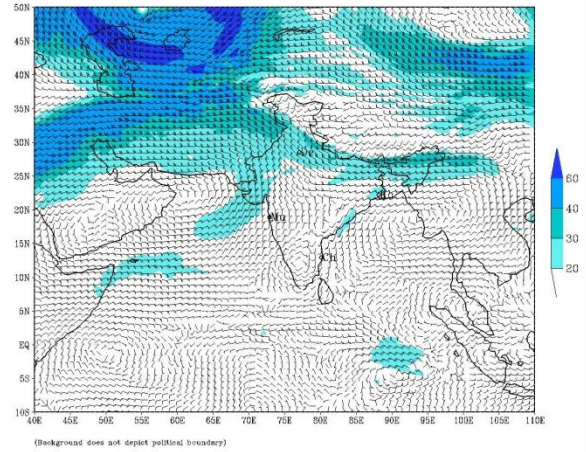 50N
45N
40N
35N
30N
25N
20N
15N
10N
5N
5S
10S
40E 45E 50E 55E 60E 65E 70E 75E 80E 85E 90E 95E 100E 105E 110E
Mu
Ch
60
40
30
20
(Background does not depict political boundary)